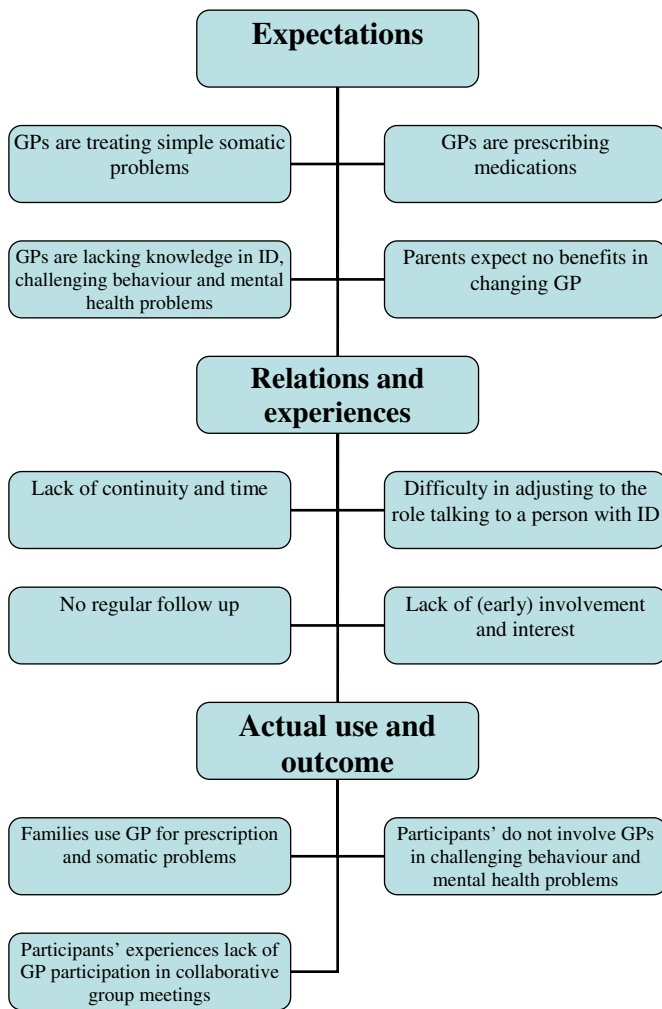 Expectations
GPs are treating simple somatic
problems
GPs are prescribing
medications
GPs are lacking knowledge in ID,
challenging behaviour and mental
health problems
Parents expect no benefits in
changing GP
Relations and
experiences
Lack of continuity and time
Difficulty in adjusting to the
role talking to a person with ID
No regular follow up
Lack of (early) involvement
and interest
Actual use and
outcome
Families use GP for prescription
and somatic problems
Participants’ do not involve GPs
in challenging behaviour and
mental health problems
Participants’ experiences lack of
GP participation in collaborative
group meetings